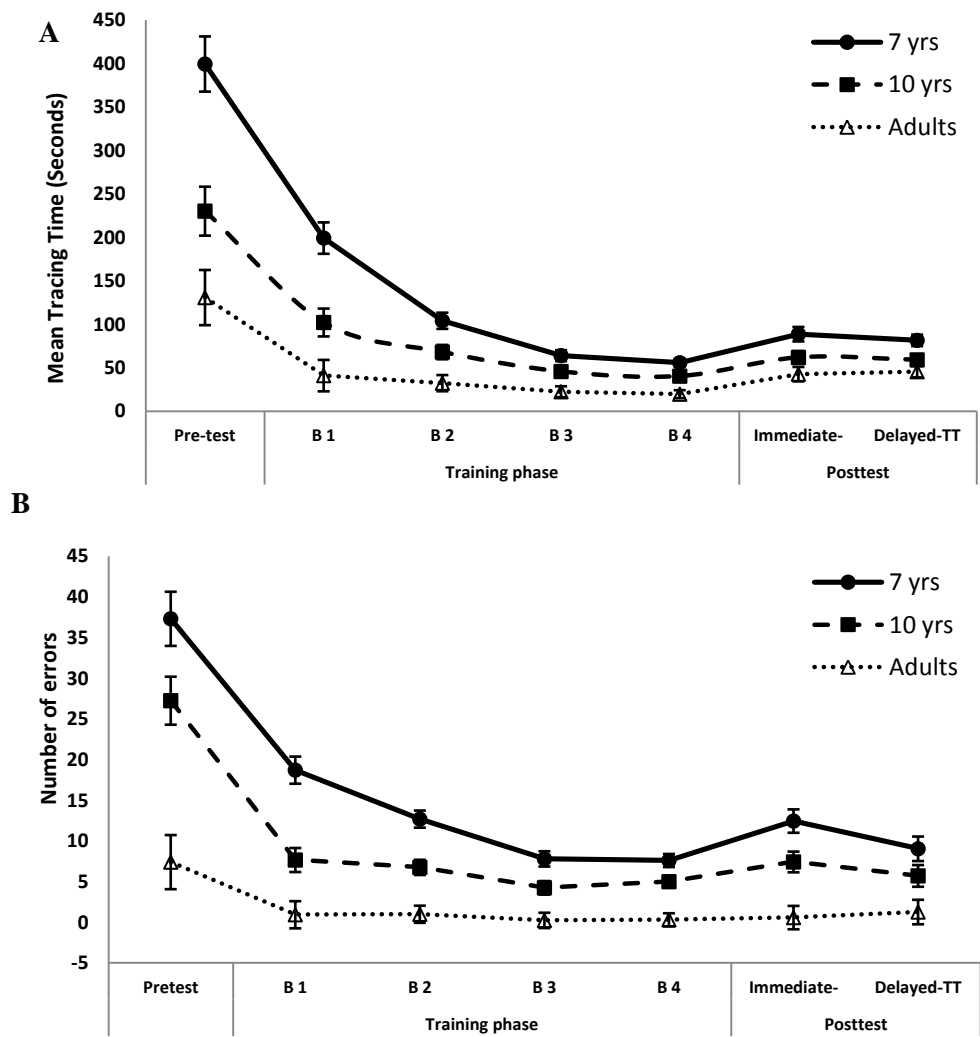 A
Mean Tracing Time (Seconds)
450
400
350
300
250
200
150
100
50
0
7 yrs
10 yrs
Adults
Pre-test B 1 B 2 B 3 B 4 Immediate- Delayed-TT
Training phase Posttest
B
Number of errors
45
40
35
30
25
20
15
10
5
0
-5
7 yrs
10 yrs
Adults
Pretest B 1 B 2 B 3 B 4 Immediate- Delayed-TT
Training phase Posttest